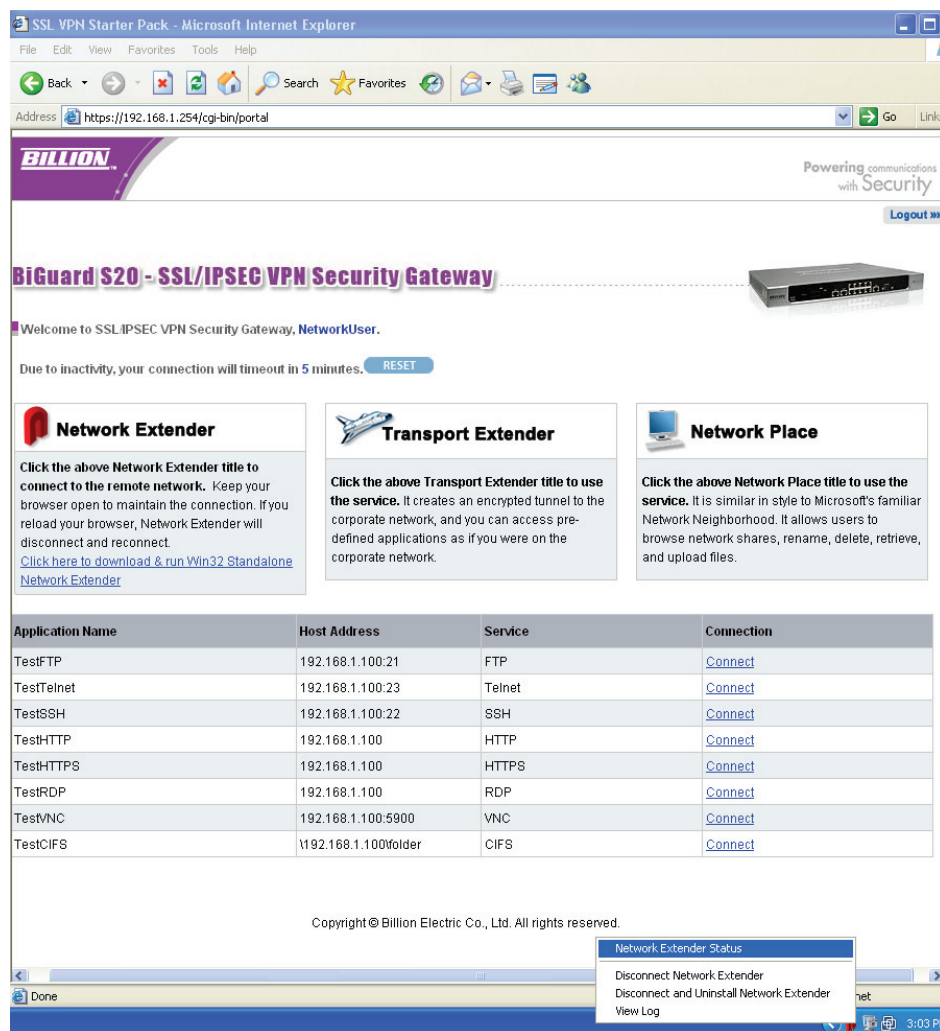 SSL VPN Starter Pack - Microsoft Internet Explorer
File Edit View Favorites Tools Help
Back Search Favorites
Address https://192.168.1.254/cgi-bin/portal Go Link
BILLION TM
Powering communications
with Security
Logout »
BiGuard S20 - SSL/IPSEC VPN Security Gateway
Welcome to SSL/IPSEC VPN Security Gateway, NetworkUser.
Due to inactivity, your connection will timeout in 5 minutes. RESET
Network Extender
Click the above Network Extender title to
connect to the remote network. Keep your
browser open to maintain the connection. If you
reload your browser, Network Extender will
disconnect and reconnect.
Click here to download & run Win32 Standalone
Network Extender
Transport Extender
Click the above Transport Extender title to use
the service. It creates an encrypted tunnel to the
corporate network, and you can access pre-
defined applications as if you were on the
corporate network.
Network Place
Click the above Network Place title to use the
service. It is similar in style to Microsoft's familiar
Network Neighborhood. It allows users to
browse network shares, rename, delete, retrieve,
and upload files.
Application Name Host Address Service Connection
TestFTP 192.168.1.100:21 FTP Connect
TestTelnet 192.168.1.100:23 Telnet Connect
TestSSH 192.168.1.100:22 SSH Connect
TestHTTP 192.168.1.100 HTTP Connect
TestHTTPS 192.168.1.100 HTTPS Connect
TestRDP 192.168.1.100 RDP Connect
TestVNC 192.168.1.100:5900 VNC Connect
TestCIFS \192.168.1.100\folder CIFS Connect
Copyright © Billion Electric Co., Ltd. All rights reserved.
Network Extender Status
Disconnect Network Extender
Disconnect and Uninstall Network Extender
View Log
Done
net
3:03 P